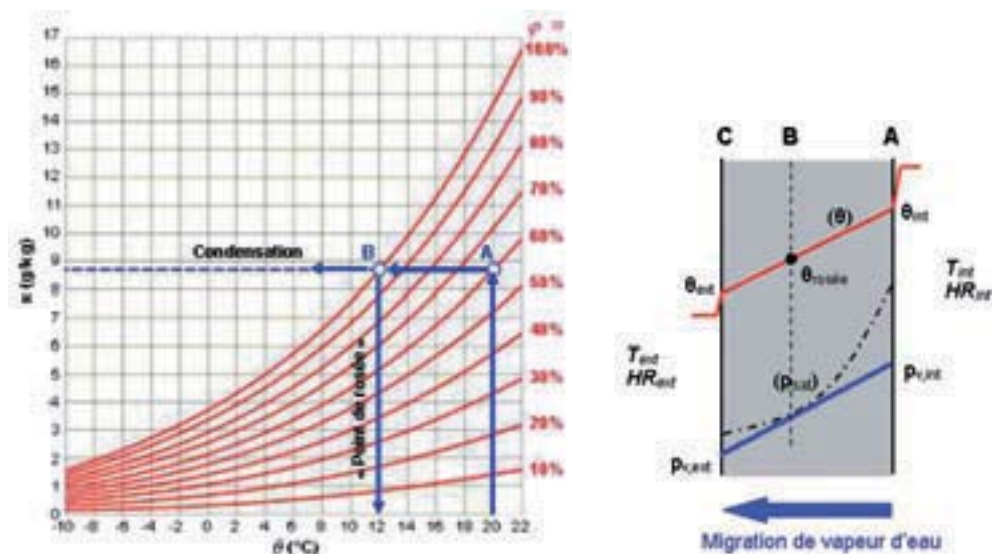 φ =
100%
90%
80%
70%
60%
50%
40%
30%
20%
10%
17
16
15
14
13
12
11
10
9
8
7
6
5
4
3
2
1
0
-10 -8 -6 -4 -2 0 2 4 6 8 10 12 14 16 18 20 22
θ (°C)
(g/kg)
Condensation
B
A
« Point de rosée »
C B A
(θ)
θint
θrosée
θext
Tint
HRint
Text
HRext
(psat)
pv,int
pv,ext
Migration de vapeur d'eau